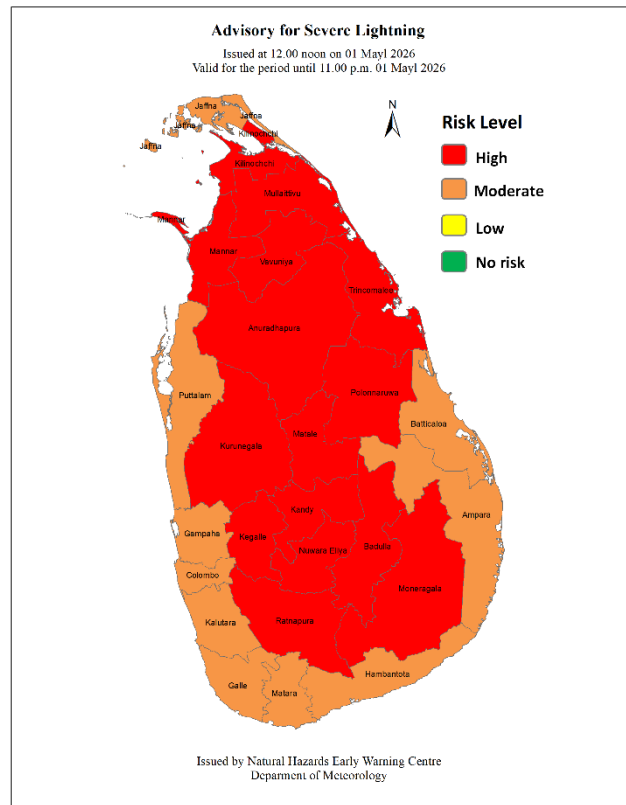 Advisory for Severe Lightning
Issued at 12.00 noon on 01 Mayl 2026
Valid for the period until 11.00 p.m. 01 Mayl 2026
N
Risk Level
High
Moderate
Low
No risk
Jaffna
Jaffna
Jaffna
Jaffna
Kilinochchi
Kilinochchi
Mullaitivu
Mannar
Mannar
Vavuniya
Trincomalee
Anuradhapura
Puttalam
Polonnaruwa
Batticaloa
Matale
Kurunegala
Ampara
Kandy
Gampaha
Kegalle
Nuwara Eliya
Badulla
Colombo
Moneragala
Kalutara
Ratnapura
Hambantota
Galle
Matara
Issued by Natural Hazards Early Warning Centre
Deparment of Meteorology